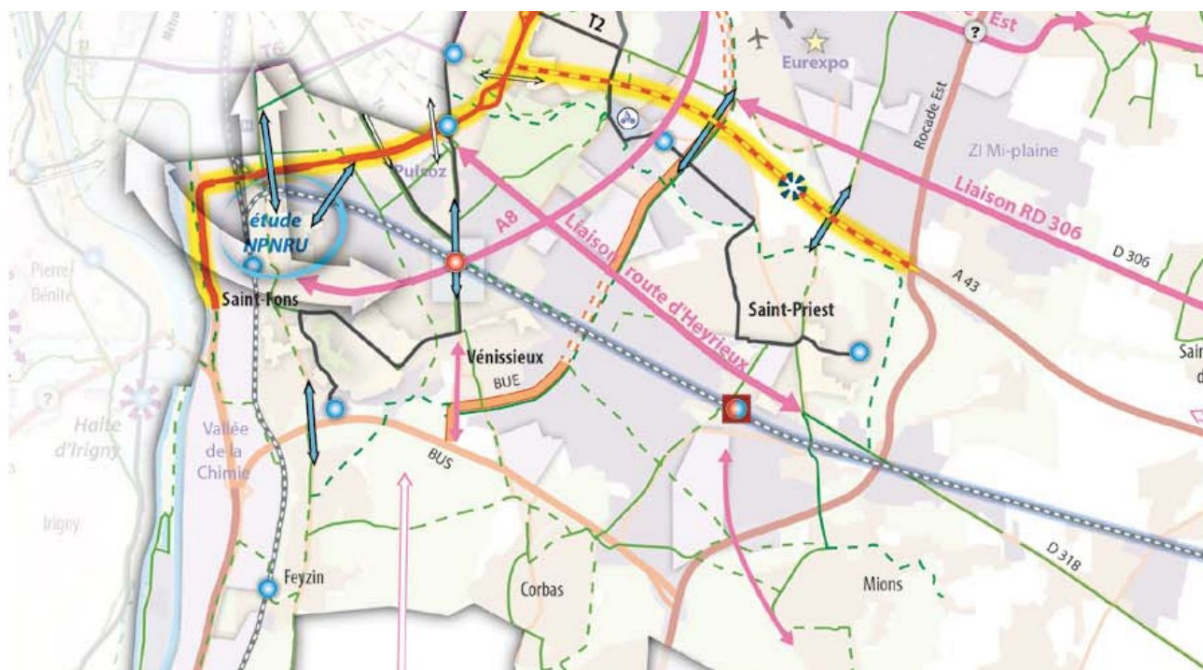 T2
Est
?
Métro
T6
Eurexpo
Rocade Est
ZI Mi-plaine
Puisoz
Liaison RD 306
étude
NPNRU
A8
Liaison route d'Heyrieux
D 306
Pierre-
Bénite
A 43
Saint-Fons
Saint-Priest
Vénissieux
BUE
?
Halte
d'Irigny
Vallée
de la
Chimie
BUS
Irigny
D 318
Feyzin
Corbas
Mions